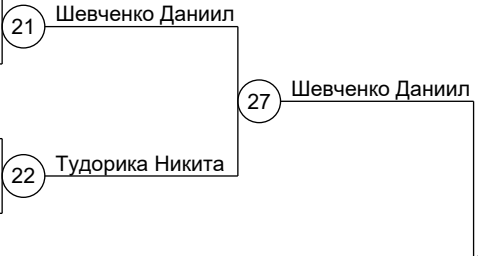 21 Шевченко Даниил
27 Шевченко Даниил
22 Тудорика Никита